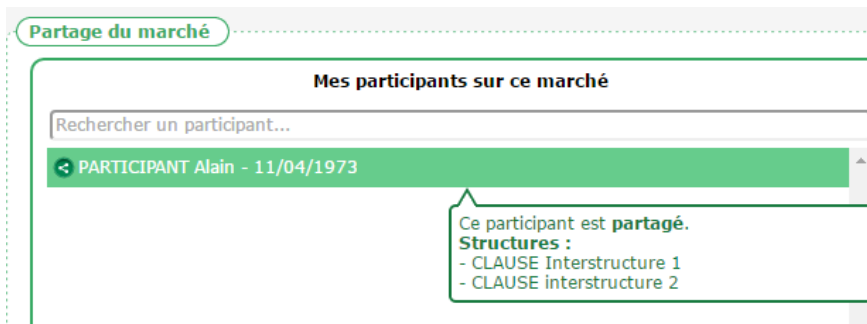 Partage du marché
Mes participants sur ce marché
Rechercher un participant...
PARTICIPANT Alain - 11/04/1973
Ce participant est partagé.
Structures :
- CLAUSE Interstructure 1
- CLAUSE interstructure 2